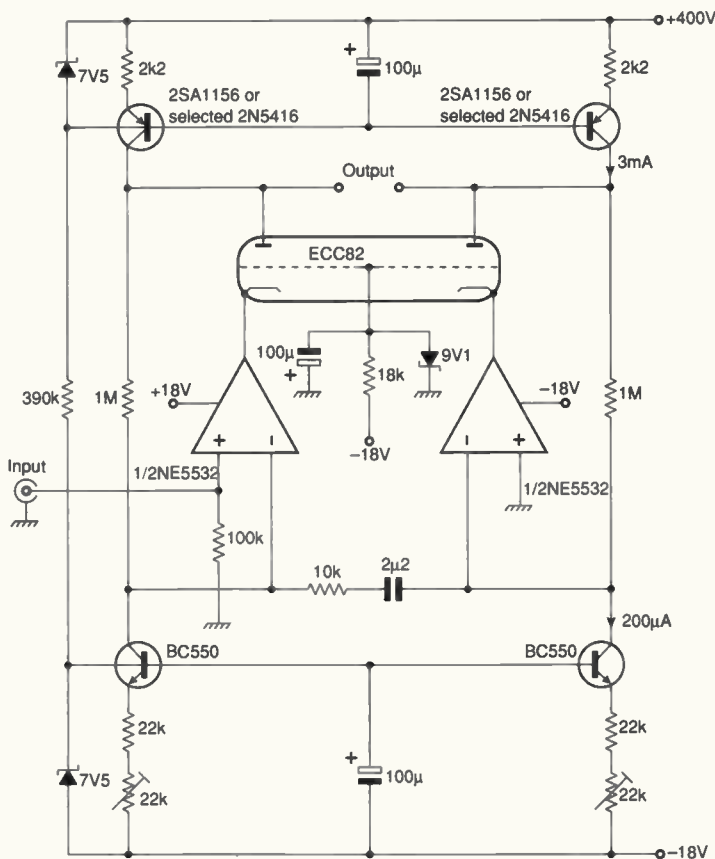 +400V
7V5
2k2
+
100µ
2k2
2SA1156 or
selected 2N5416
2SA1156 or
selected 2N5416
3mA
Output
ECC82
100µ
+
9V1
18k
+18V
-18V
390k
1M
1M
-18V
+ -
- +
Input
1/2NE5532
1/2NE5532
100k
10k
2µ2
200µA
BC550
BC550
22k
22k
+
7V5
22k
100µ
22k
-18V